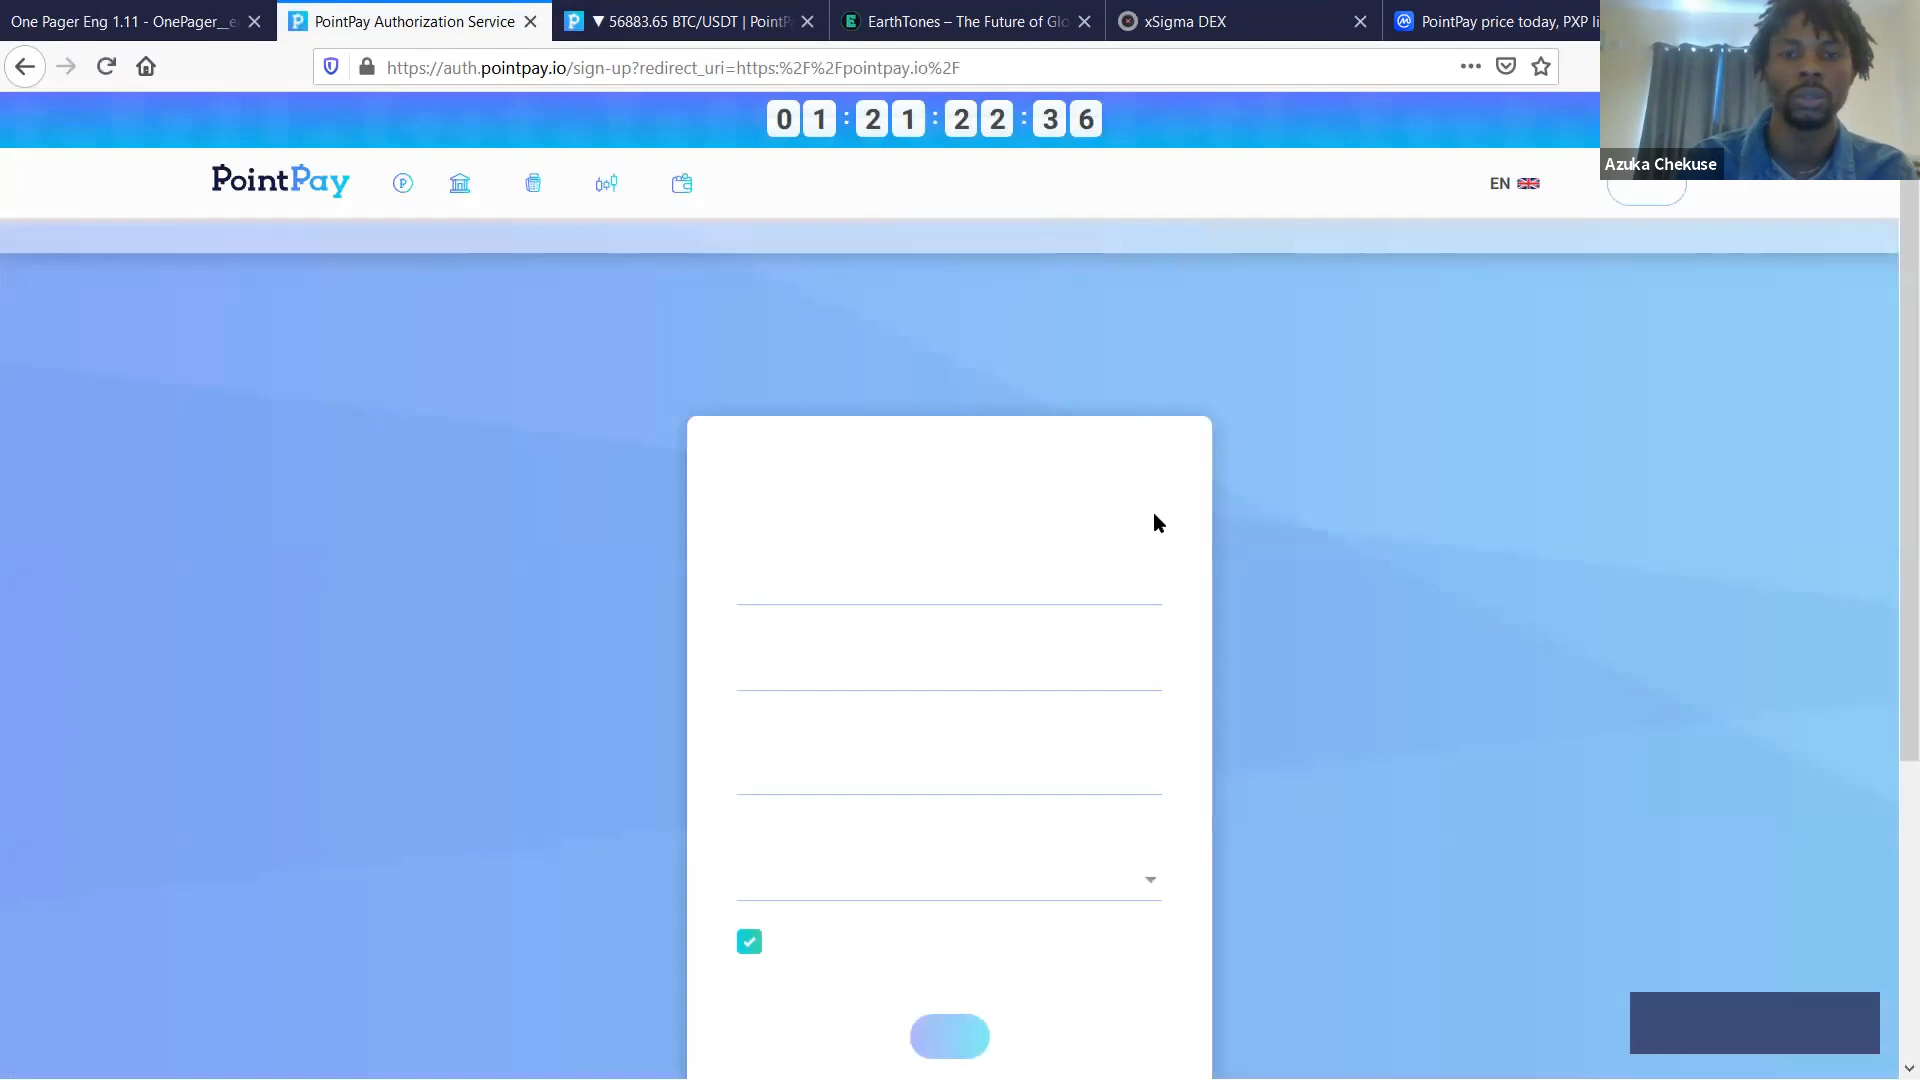 One Pager Eng 1.11 - OnePager_
PointPay Authorization Service
▼ 56883.65 BTC/USDT | PointP
EarthTones – The Future of Glo
xSigma DEX
PointPay price today, PXP li
https://auth.pointpay.io/sign-up?redirect_uri=https:%2F%2Fpointpay.io%2F
01:21:22:36
Azuka Chekuse
PointPay
EN